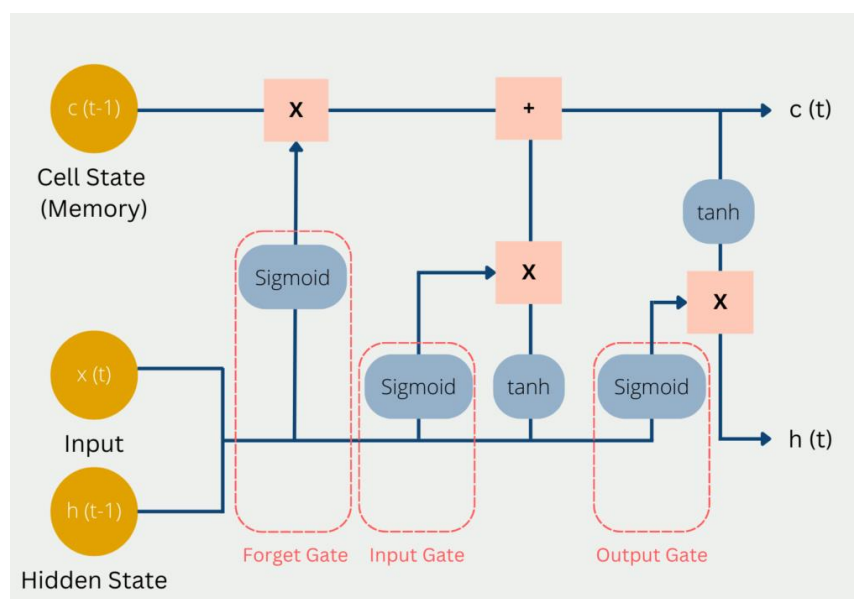 c (t-1)
X
+
c (t)
Cell State
(Memory)
tanh
Sigmoid
X
X
x (t)
Sigmoid
tanh
Sigmoid
Input
h (t)
h (t-1)
Forget Gate
Input Gate
Output Gate
Hidden State